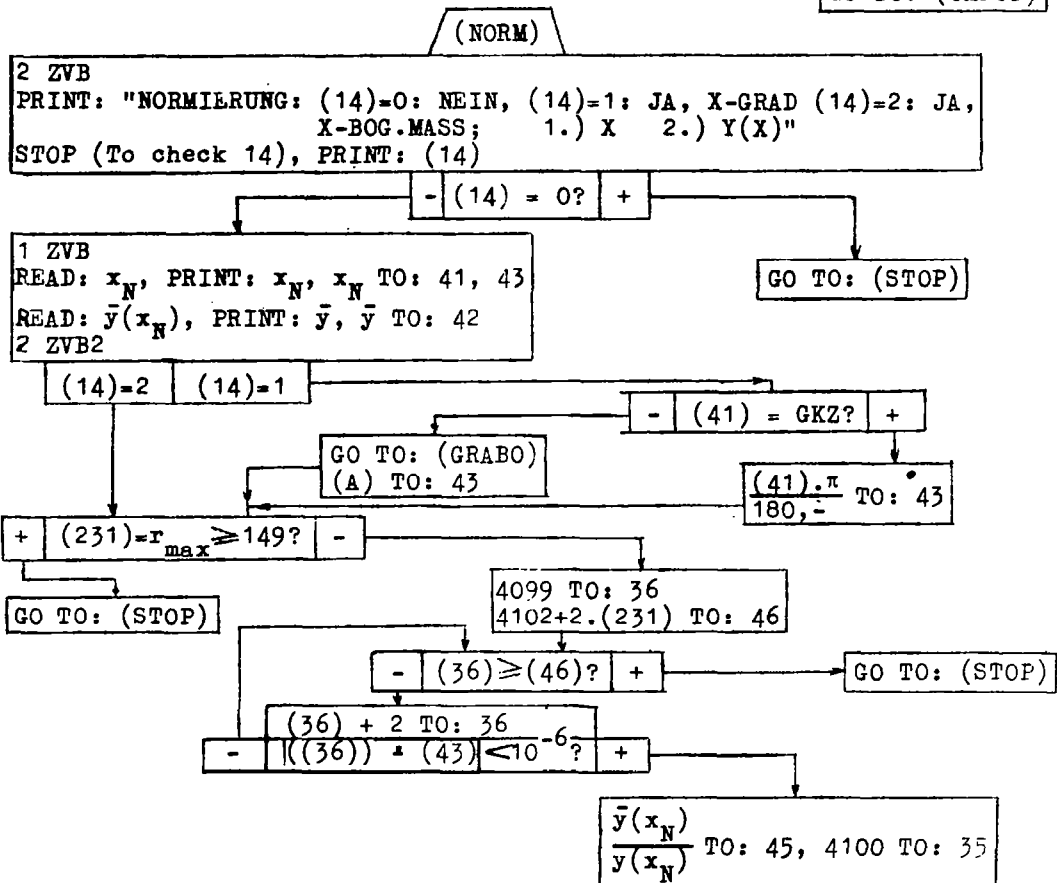 (NORM)
2 ZVB
PRINT: "NORMIERUNG: (14)=0: NEIN, (14)=1: JA, X-GRAD (14)=2: JA,
X-BOG.MASS; 1.) X 2.) Y(X)"
STOP (To check 14), PRINT: (14)
- (14) = 0? +
1 ZVB
READ: x_N, PRINT: x_N, x_N TO: 41, 43
READ: ȳ(x_N), PRINT: ȳ, ȳ TO: 42
2 ZVB2
GO TO: (STOP)
(14)=2 (14)=1
- (41) = GKZ? +
GO TO: (GRABO)
(A) TO: 43
(41).π
180,- TO: 43
+ (231)=r_max ≥ 149? -
GO TO: (STOP)
4099 TO: 36
4102+2.(231) TO: 46
- (36) ≥ (46)? +
GO TO: (STOP)
(36) + 2 TO: 36
- |((36)) - (43)| <10^-6? +
ȳ(x_N)
y(x_N) TO: 45, 4100 TO: 35